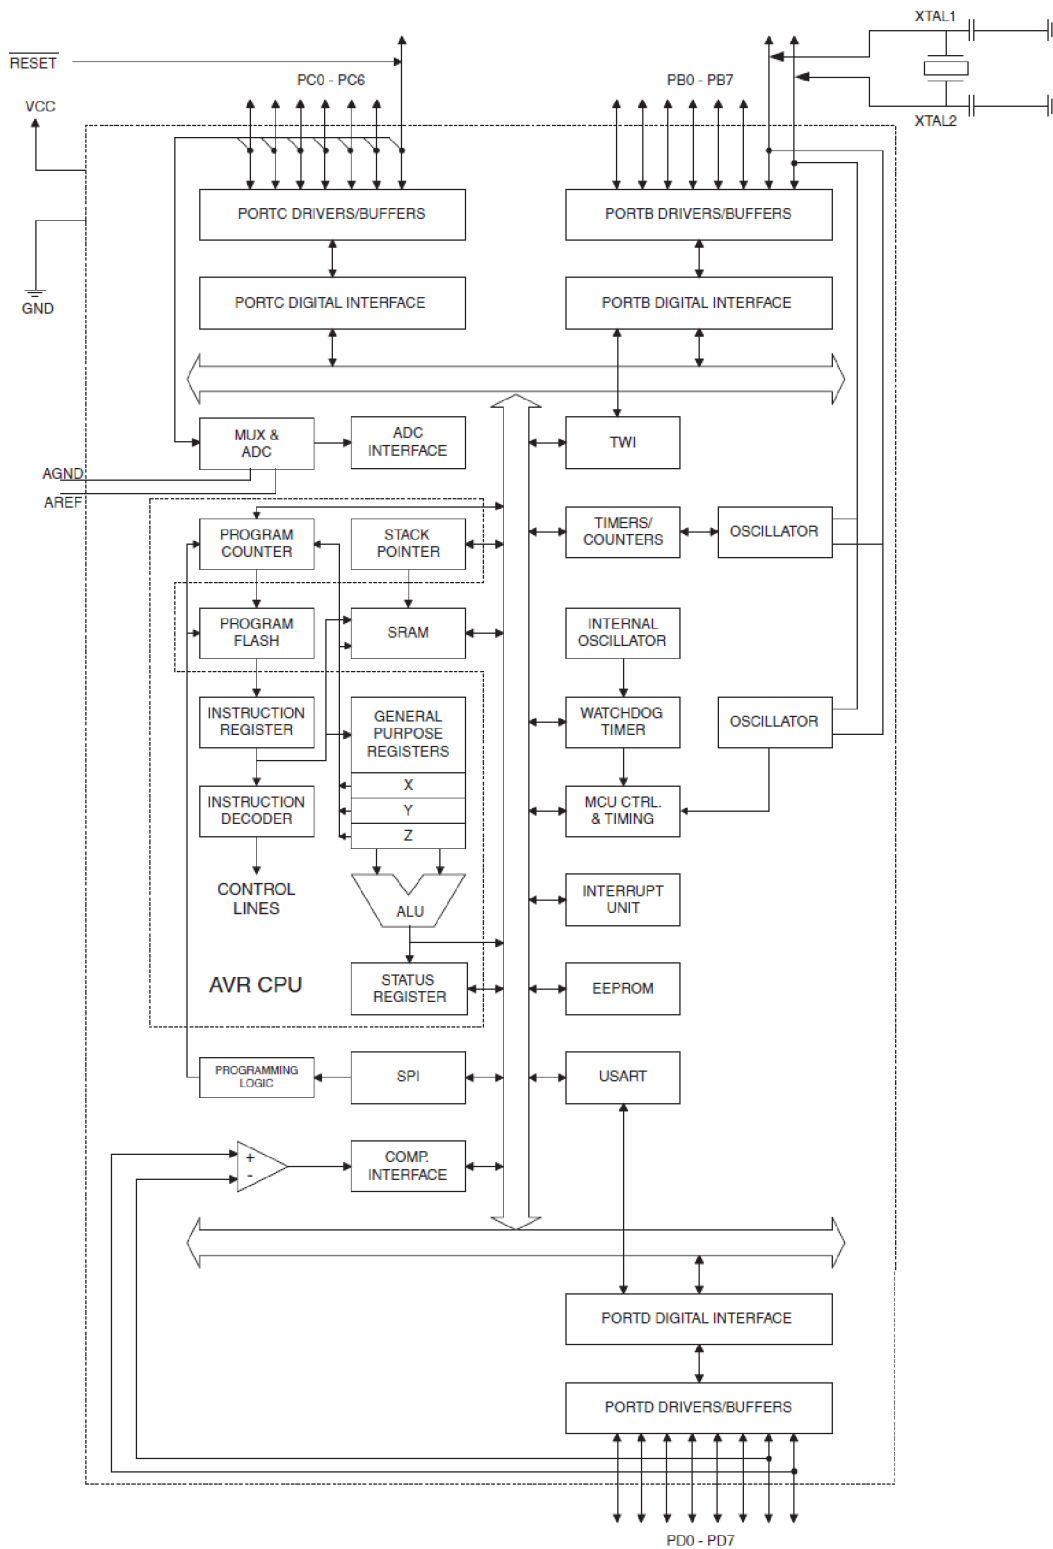 XTAL1
RESET
PC0 - PC6
PB0 - PB7
VCC
XTAL2
PORTC DRIVERS/BUFFERS
PORTB DRIVERS/BUFFERS
GND
PORTC DIGITAL INTERFACE
PORTB DIGITAL INTERFACE
MUX &
ADC
ADC
INTERFACE
TWI
AGND
AREF
PROGRAM
COUNTER
STACK
POINTER
TIMERS/
COUNTERS
OSCILLATOR
PROGRAM
FLASH
SRAM
INTERNAL
OSCILLATOR
INSTRUCTION
REGISTER
GENERAL
PURPOSE
REGISTERS
WATCHDOG
TIMER
OSCILLATOR
X
INSTRUCTION
DECODER
Y
MCU CTRL.
& TIMING
Z
CONTROL
LINES
ALU
INTERRUPT
UNIT
AVR CPU
STATUS
REGISTER
EEPROM
PROGRAMMING
LOGIC
SPI
USART
+
-
COMP.
INTERFACE
PORTD DIGITAL INTERFACE
PORTD DRIVERS/BUFFERS
PD0 - PD7